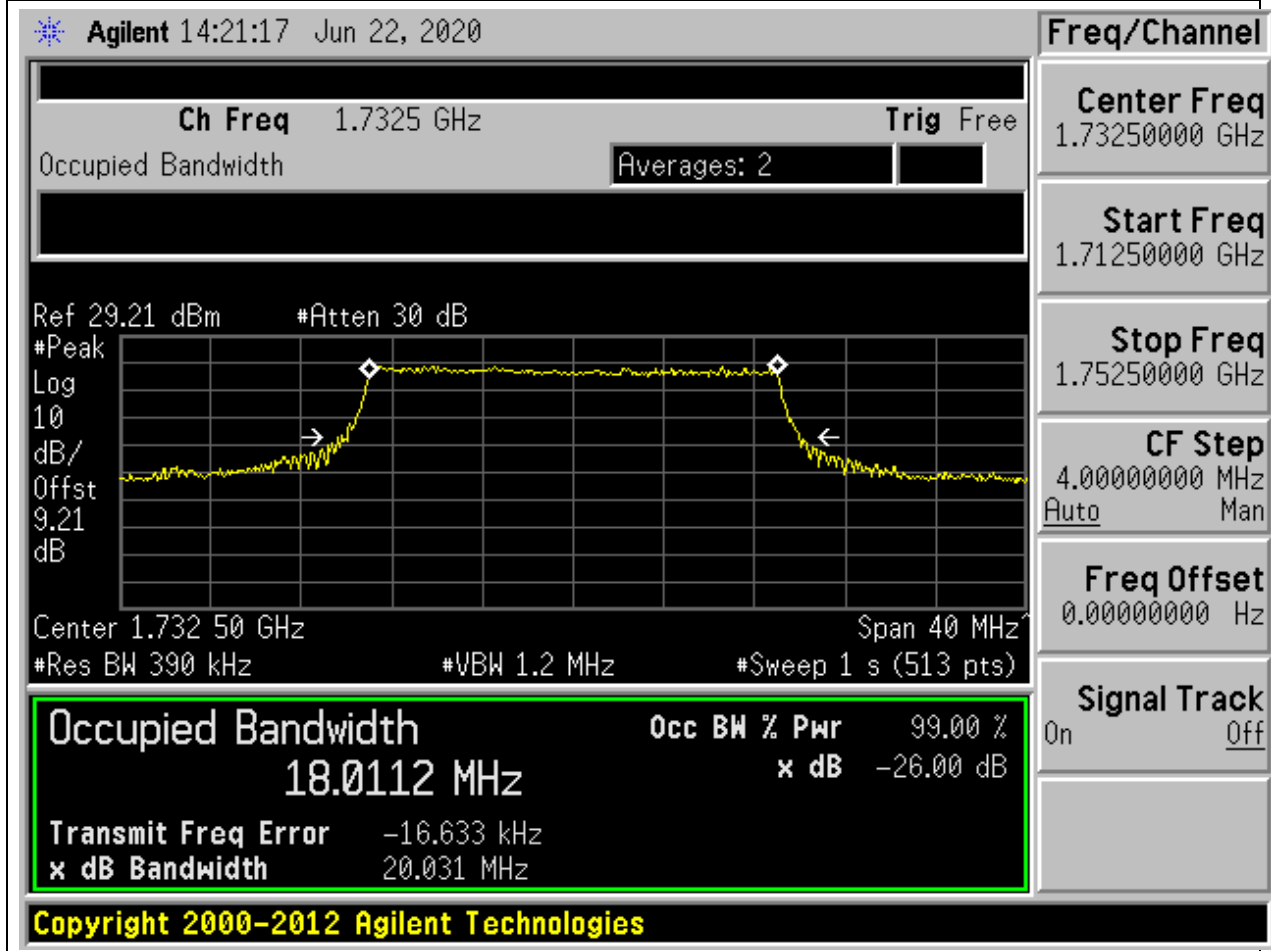 Agilent 14:21:17 Jun 22, 2020
Freq/Channel
Ch Freq 1.7325 GHz Trig Free
Occupied Bandwidth Averages: 2
Ref 29.21 dBm #Atten 30 dB
#Peak
Log
10
dB/
Offst
9.21
dB
Center 1.732 50 GHz Span 40 MHz^
#Res BW 390 kHz #VBW 1.2 MHz #Sweep 1 s (513 pts)
Occupied Bandwidth Occ BW % Pwr 99.00 %
18.0112 MHz x dB -26.00 dB
Transmit Freq Error -16.633 kHz
x dB Bandwidth 20.031 MHz
Center Freq
1.73250000 GHz
Start Freq
1.71250000 GHz
Stop Freq
1.75250000 GHz
CF Step
4.00000000 MHz
Auto Man
Freq Offset
0.00000000 Hz
Signal Track
On Off
Copyright 2000-2012 Agilent Technologies